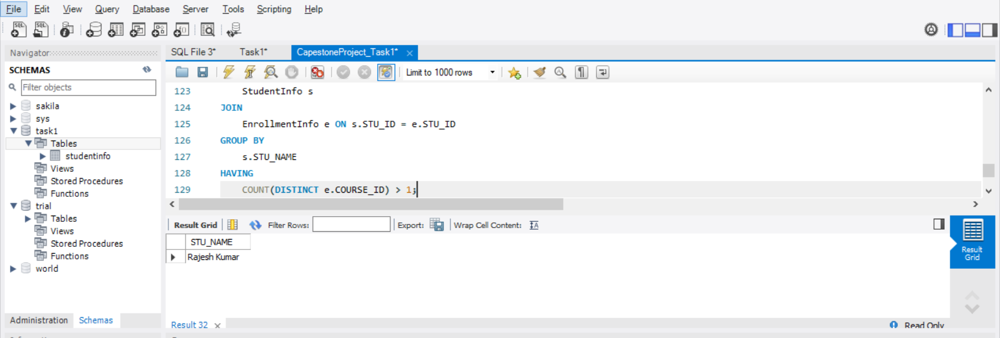 File Edit View Query Database Server Tools Scripting Help
SQL SQL
Navigator
SCHEMAS
Filter objects
sakila
sys
task1
Tables
studentinfo
Views
Stored Procedures
Functions
trial
Tables
Views
Stored Procedures
Functions
world
Administration Schemas
SQL File 3* Task1* CapestoneProject_Task1*
Limit to 1000 rows
123 StudentInfo s
124 JOIN
125 EnrollmentInfo e ON s.STU_ID = e.STU_ID
126 GROUP BY
127 s.STU_NAME
128 HAVING
129 COUNT(DISTINCT e.COURSE_ID) > 1;
Result Grid Filter Rows: Export: Wrap Cell Content:
STU_NAME
Rajesh Kumar
Result
Grid
Result 32 Read Only